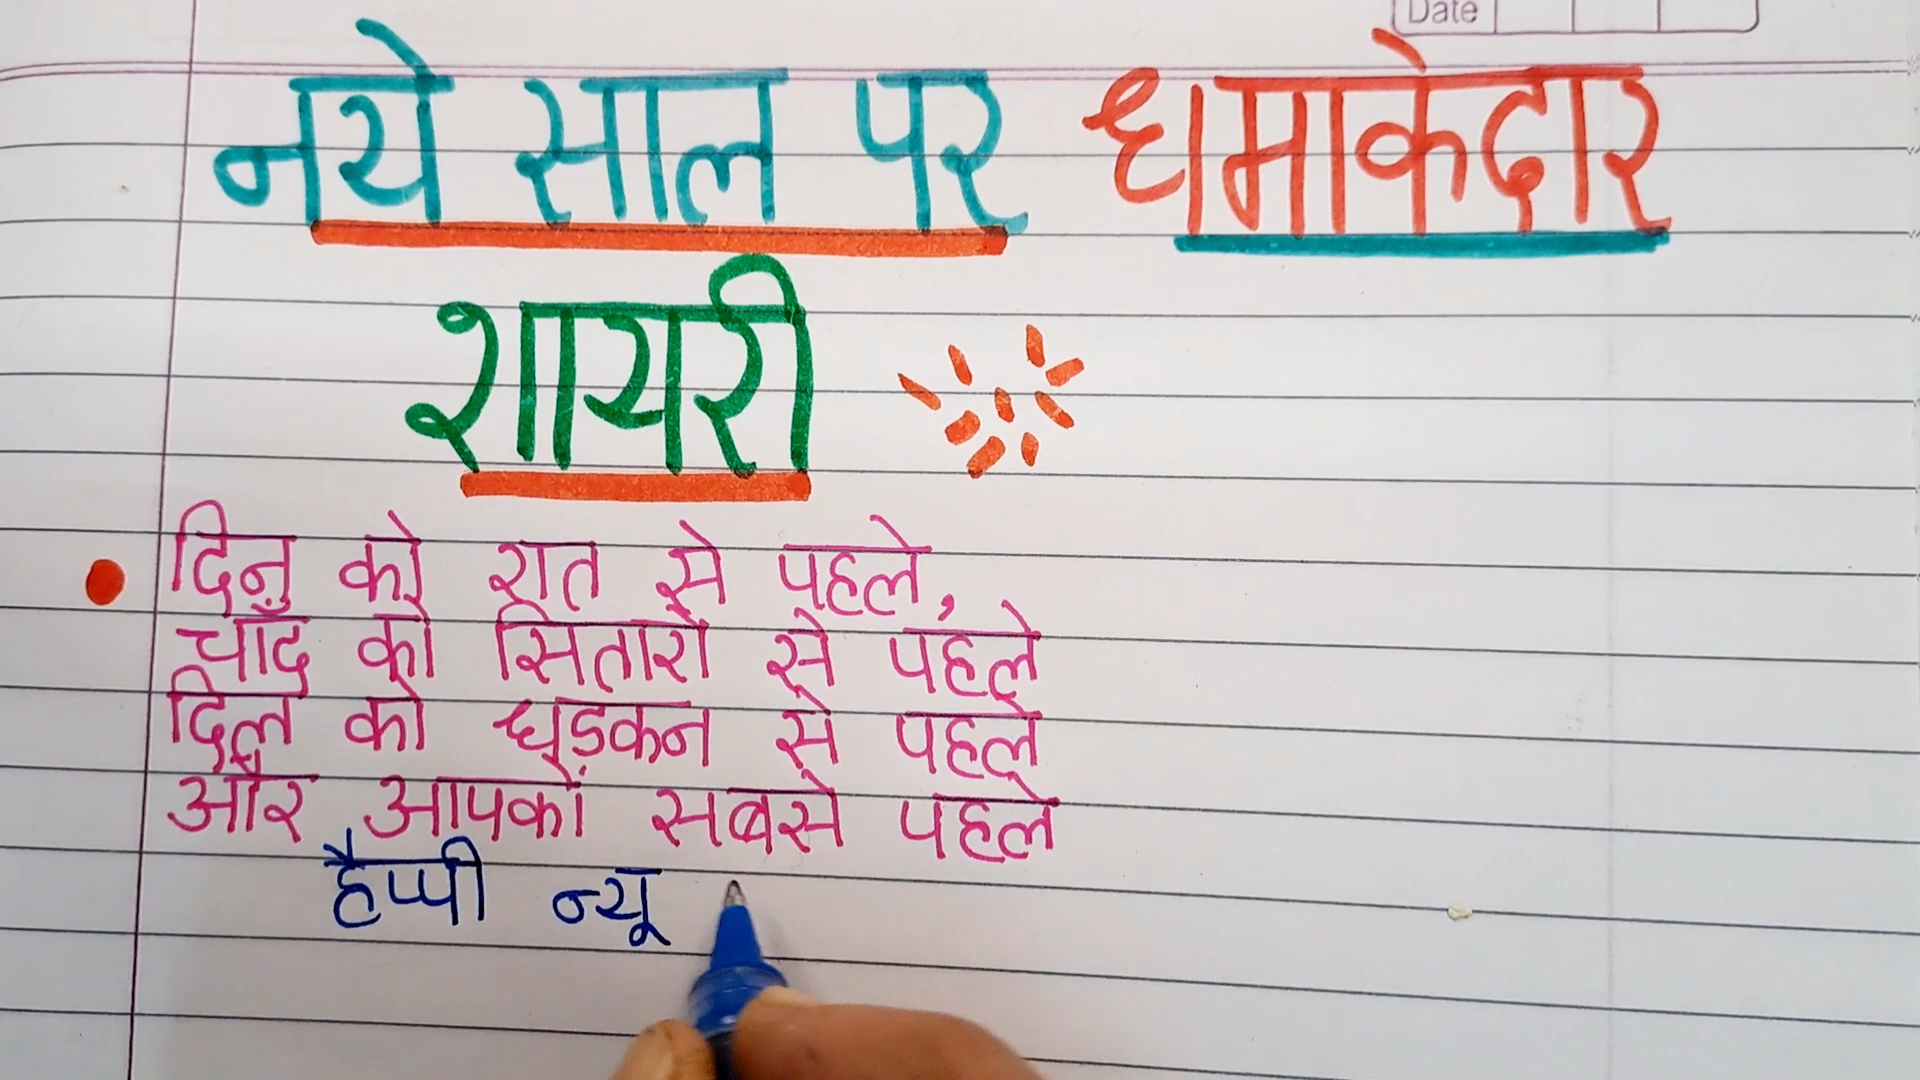 Date
नये साल पर धमाकेदार
शायरी
दिन को रात से पहले,
चाँद को सितारों से पहले
दिल को धड़कन से पहले
और आपको सबसे पहले
हैप्पी न्यू